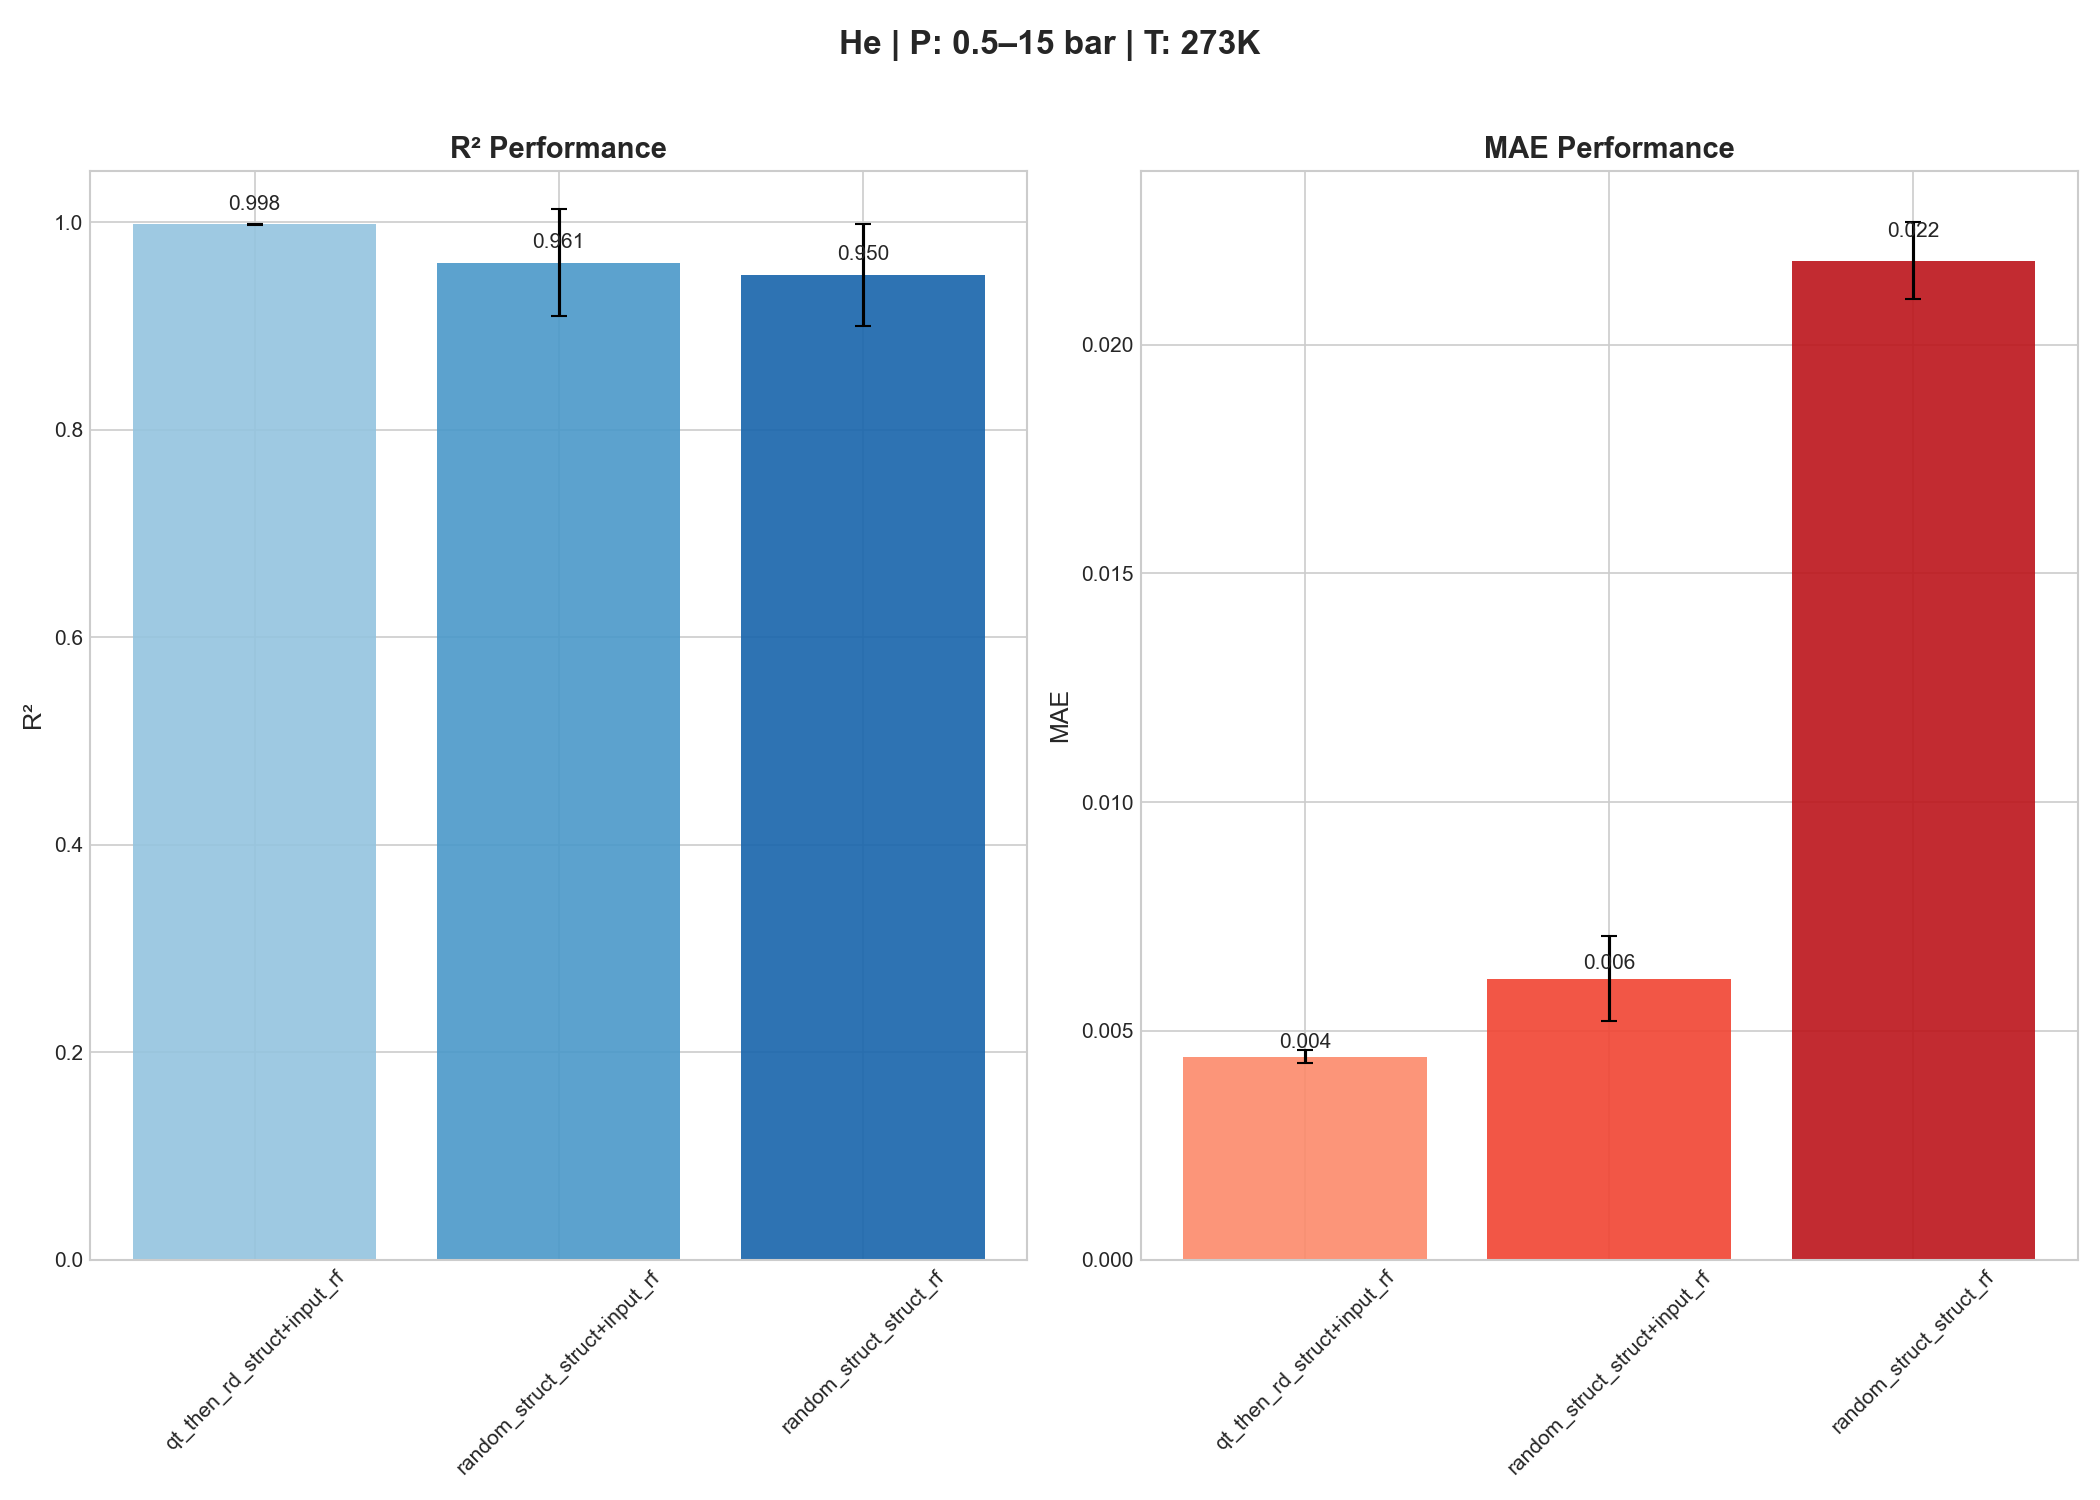 He | P: 0.5–15 bar | T: 273K
R² Performance
0.998
0.961
0.950
1.0
0.8
0.6
0.4
0.2
0.0
R²
qt_then_rd_struct+input_rf
random_struct_struct+input_rf
random_struct_struct_rf
MAE Performance
0.022
0.006
0.004
0.020
0.015
0.010
0.005
0.000
MAE
qt_then_rd_struct+input_rf
random_struct_struct+input_rf
random_struct_struct_rf